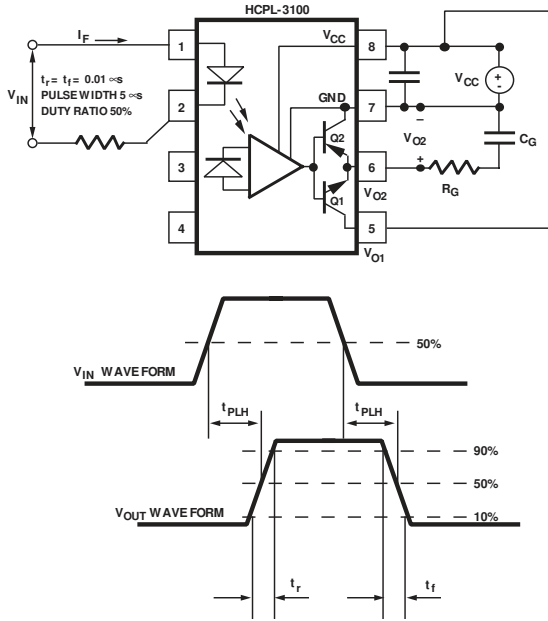 HCPL-3100
I_F
1
V_CC
8
t_r = t_f = 0.01 ∝s
PULSE WIDTH 5 ∝s
DUTY RATIO 50%
V_IN
V_CC
+
-
2
GND
7
–
V_O2
C_G
Q2
3
6
+
V_O2
R_G
Q1
4
5
V_O1
50%
V_IN WAVE FORM
t_PLH
t_PLH
90%
50%
V_OUT WAVE FORM
10%
t_r
t_f